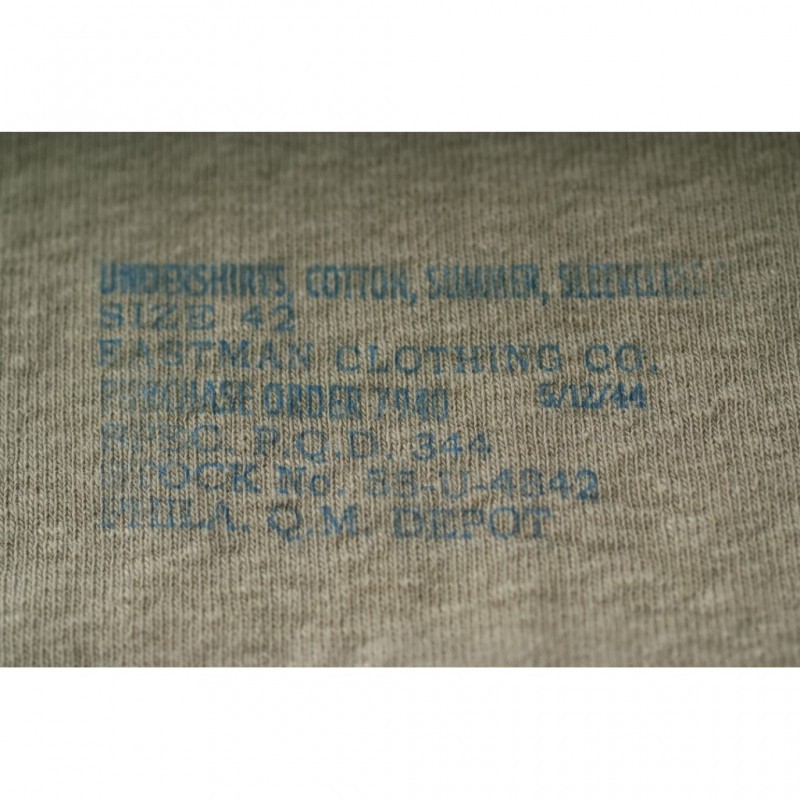 UNDERSHIRTS, COTTON, SUMMER, SLEEVELESS
SIZE 42
EASTMAN CLOTHING CO.
PURCHASE ORDER 7940 5/12/44
SPEC. P.Q.D. 344
STOCK No. 55-U-4842
PHILA. Q.M. DEPOT